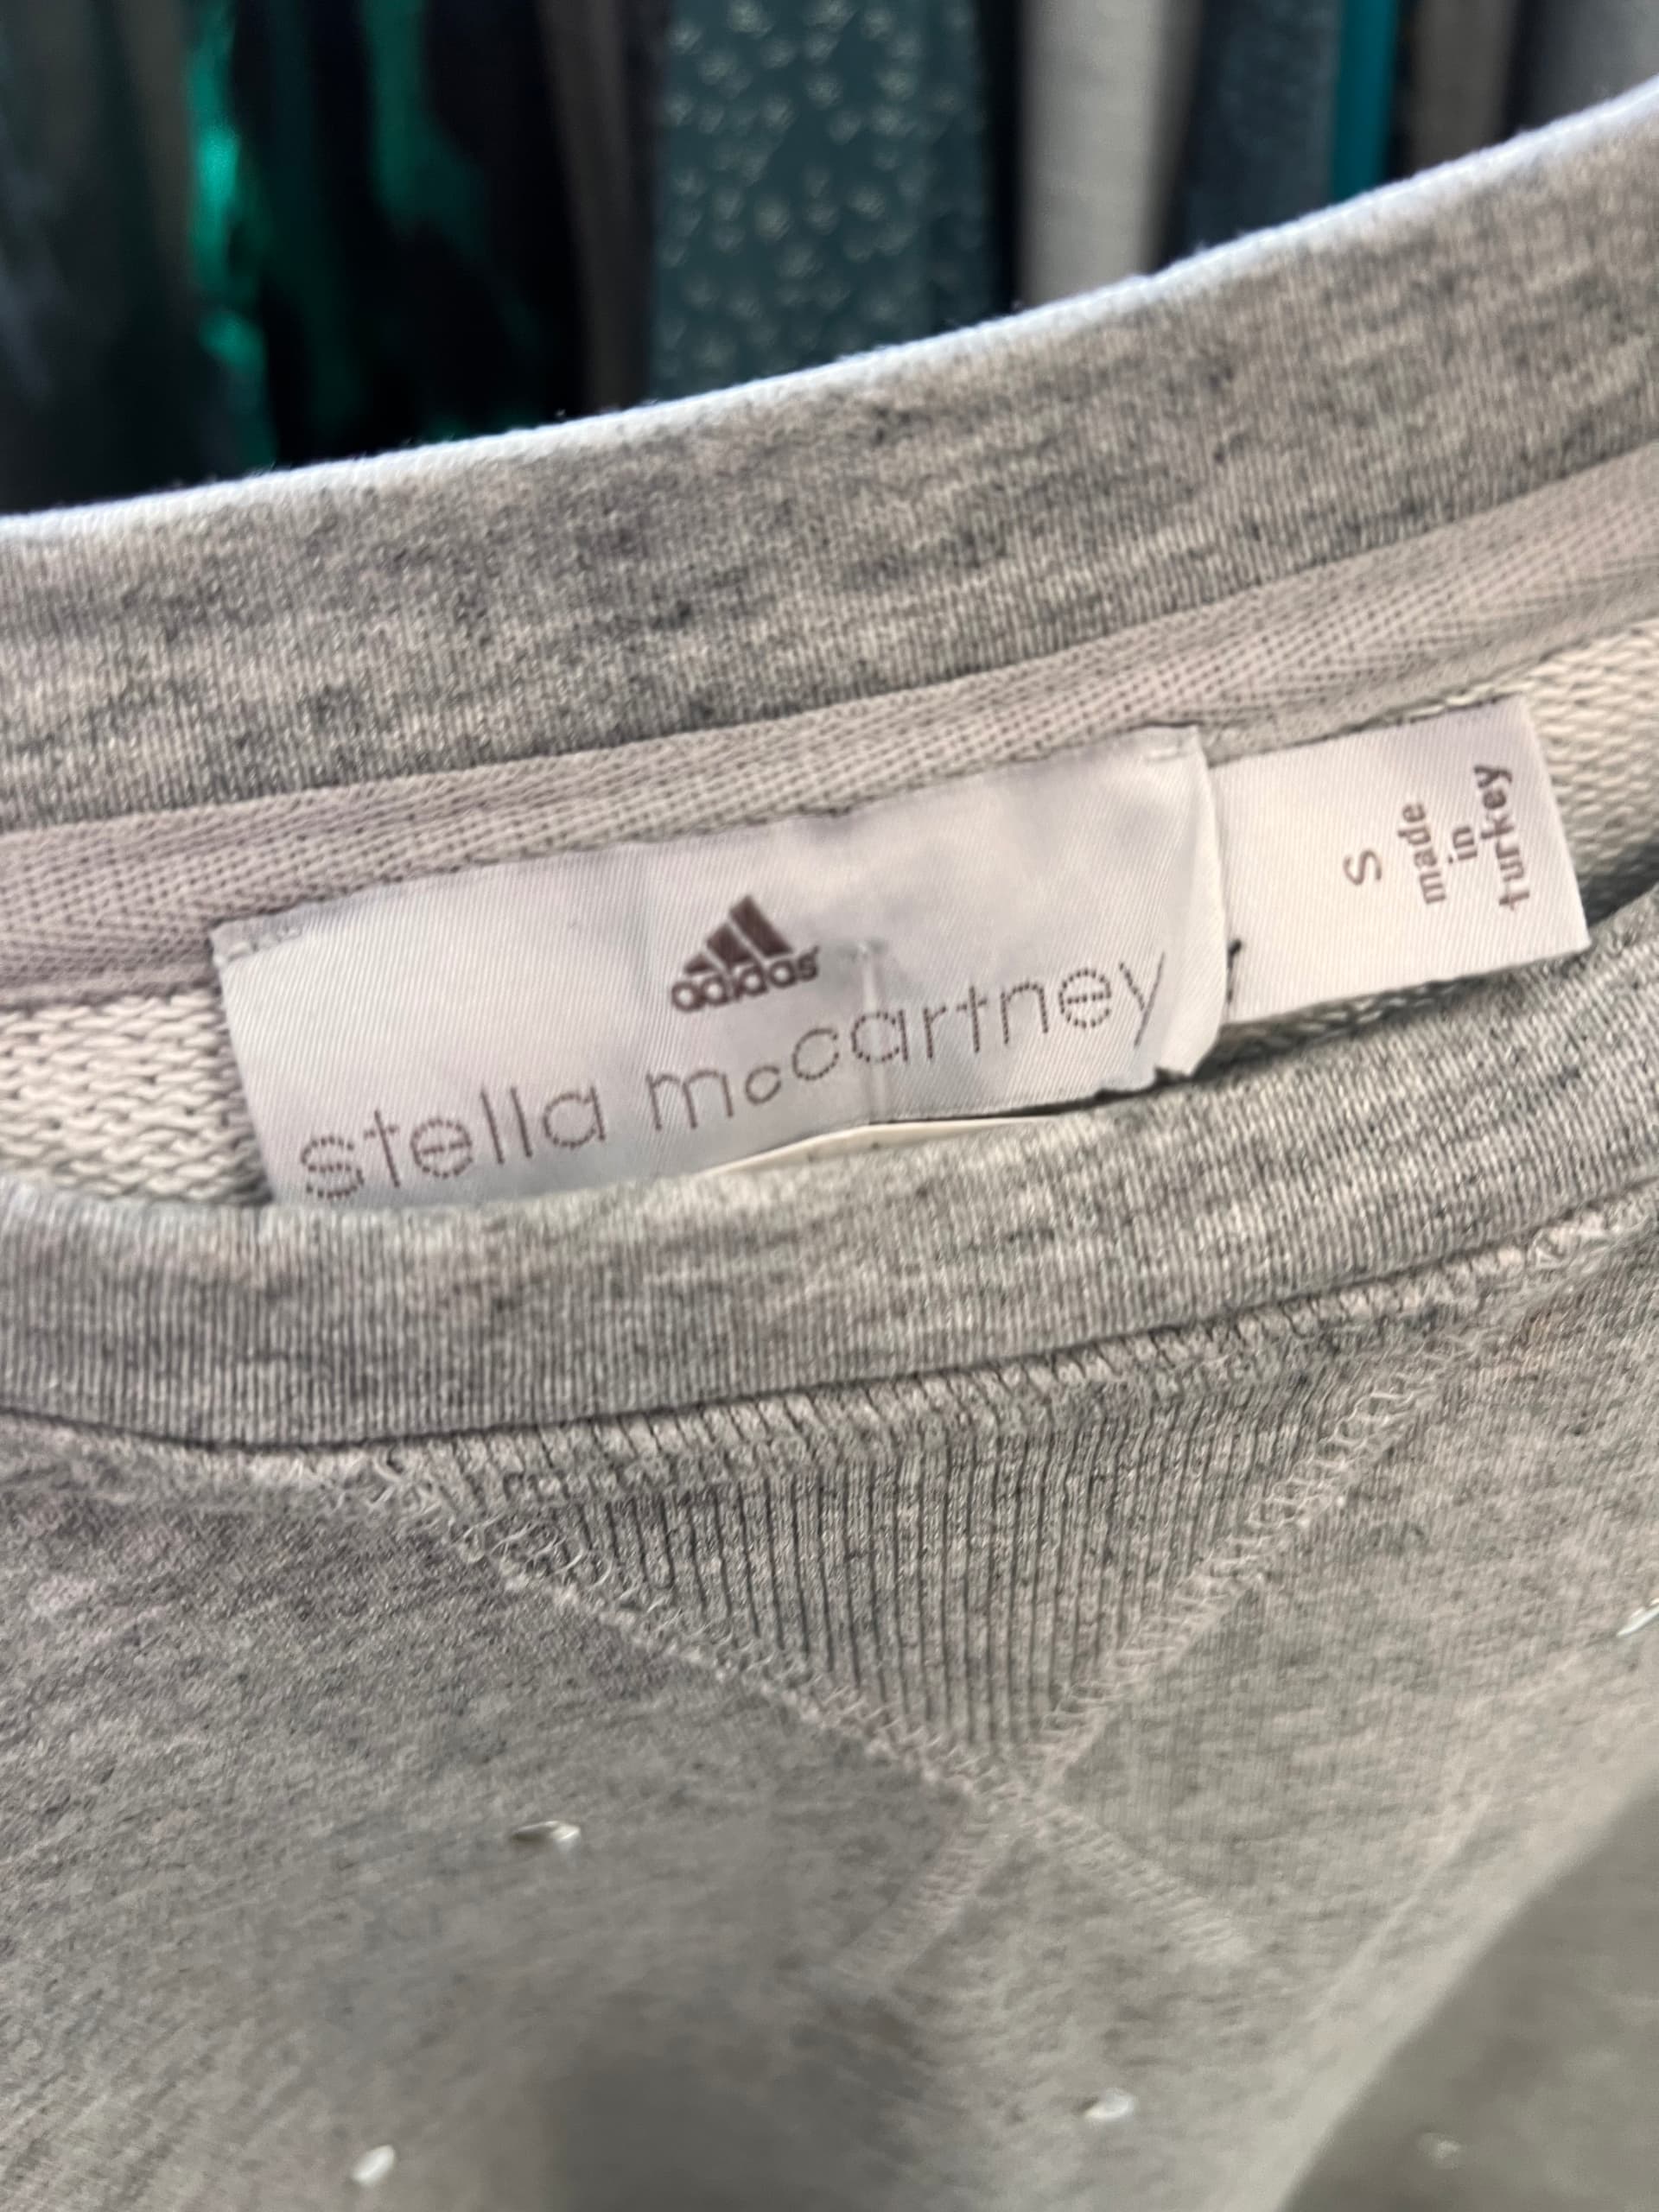 adidas
stella mccartney
S
made
in
turkey